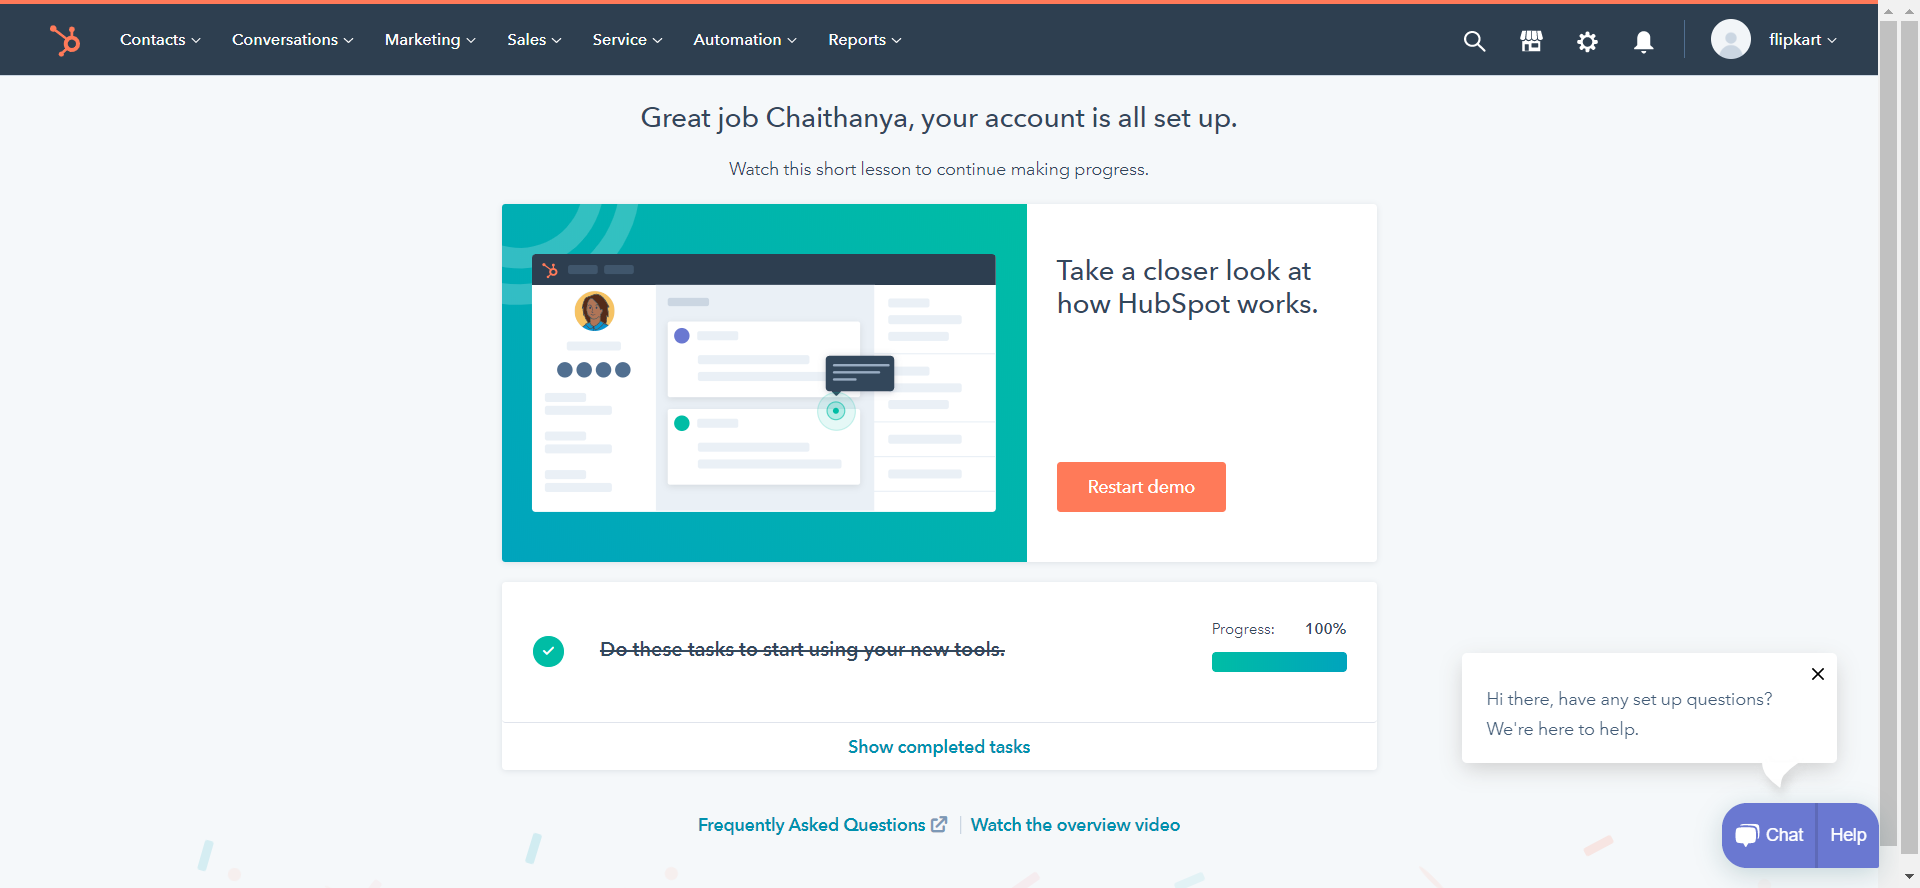 Contacts Conversations Marketing Sales Service Automation Reports flipkart
Great job Chaithanya, your account is all set up.
Watch this short lesson to continue making progress.
Take a closer look at
how HubSpot works.
Restart demo
Do these tasks to start using your new tools.
Progress: 100%
Show completed tasks
Frequently Asked Questions Watch the overview video
Hi there, have any set up questions?
We're here to help.
Chat Help